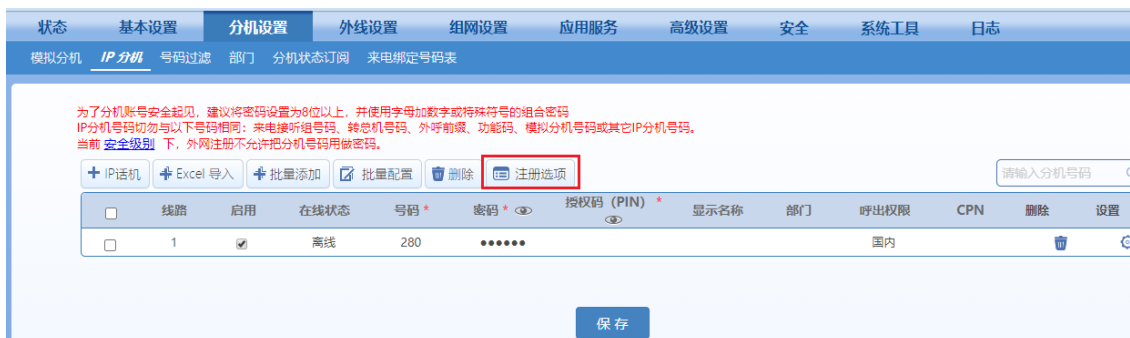 状态 基本设置 分机设置 外线设置 组网设置 应用服务 高级设置 安全 系统工具 日志
模拟分机 IP 分机 号码过滤 部门 分机状态订阅 来电绑定号码表
为了分机账号安全起见，建议将密码设置为8位以上，并使用字母加数字或特殊符号的组合密码
IP分机号码切勿与以下号码相同：来电接听组号码、转总机号码、外呼前缀、功能码、模拟分机号码或其它IP分机号码。
当前 安全级别 下，外网注册不允许把分机号码用做密码。
IP话机 Excel 导入 批量添加 批量配置 删除 注册选项 请输入分机号码
线路 启用 在线状态 号码 * 密码 * 授权码（PIN） * 显示名称 部门 呼出权限 CPN 删除 设置
1 离线 280 •••••• 国内
保存